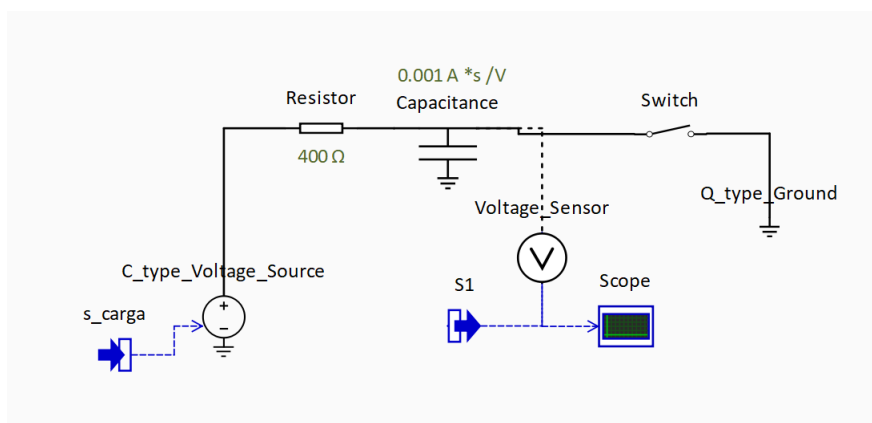 0.001 A *s /V
Resistor
Capacitance
Switch
400 Ω
Q_type_Ground
Voltage_Sensor
V
C_type_Voltage_Source
S1
Scope
s_carga
+
−